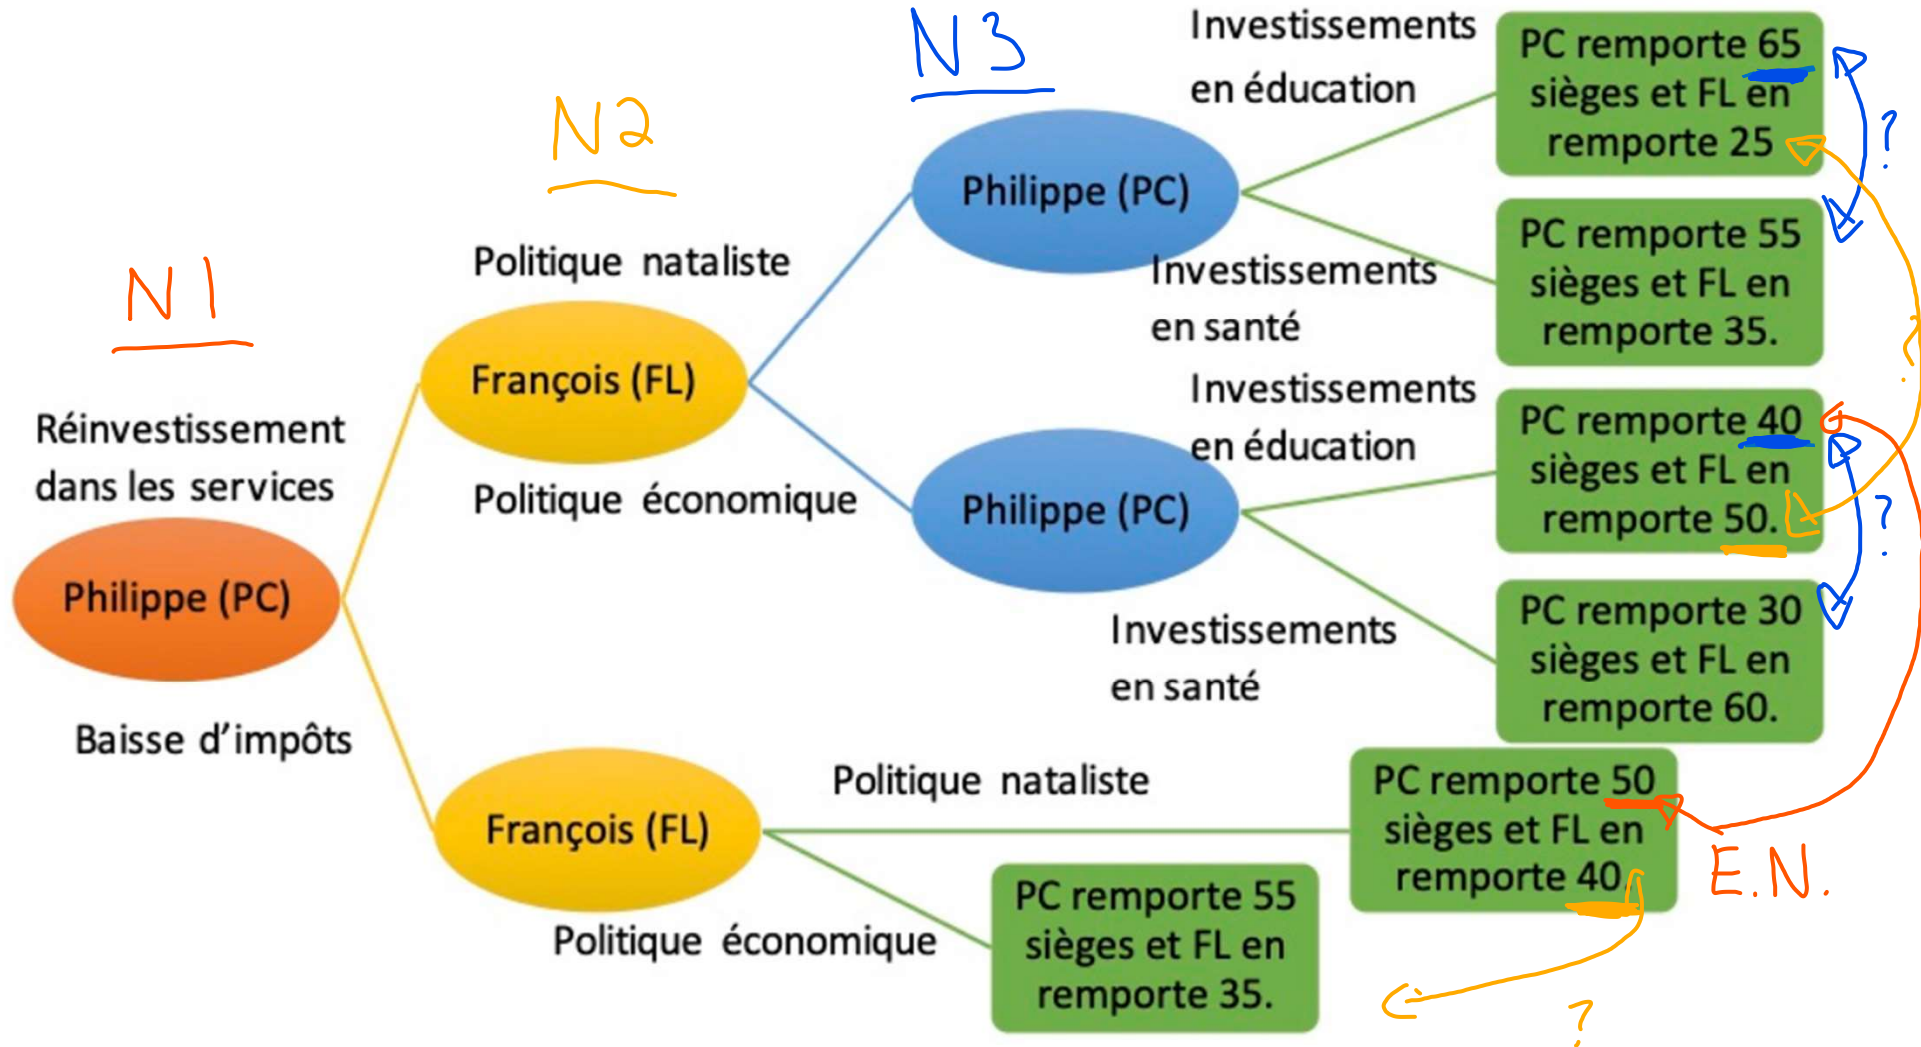 N3
Investissements
en éducation
PC remporte 65
sièges et FL en
remporte 25
?
N2
Philippe (PC)
Politique nataliste
Investissements
en santé
PC remporte 55
sièges et FL en
remporte 35.
?
N1
François (FL)
Réinvestissement
dans les services
Politique économique
Investissements
en éducation
PC remporte 40
sièges et FL en
remporte 50.
?
Philippe (PC)
Philippe (PC)
Investissements
en santé
PC remporte 30
sièges et FL en
remporte 60.
Baisse d'impôts
François (FL)
Politique nataliste
PC remporte 50
sièges et FL en
remporte 40.
E.N.
Politique économique
PC remporte 55
sièges et FL en
remporte 35.
?